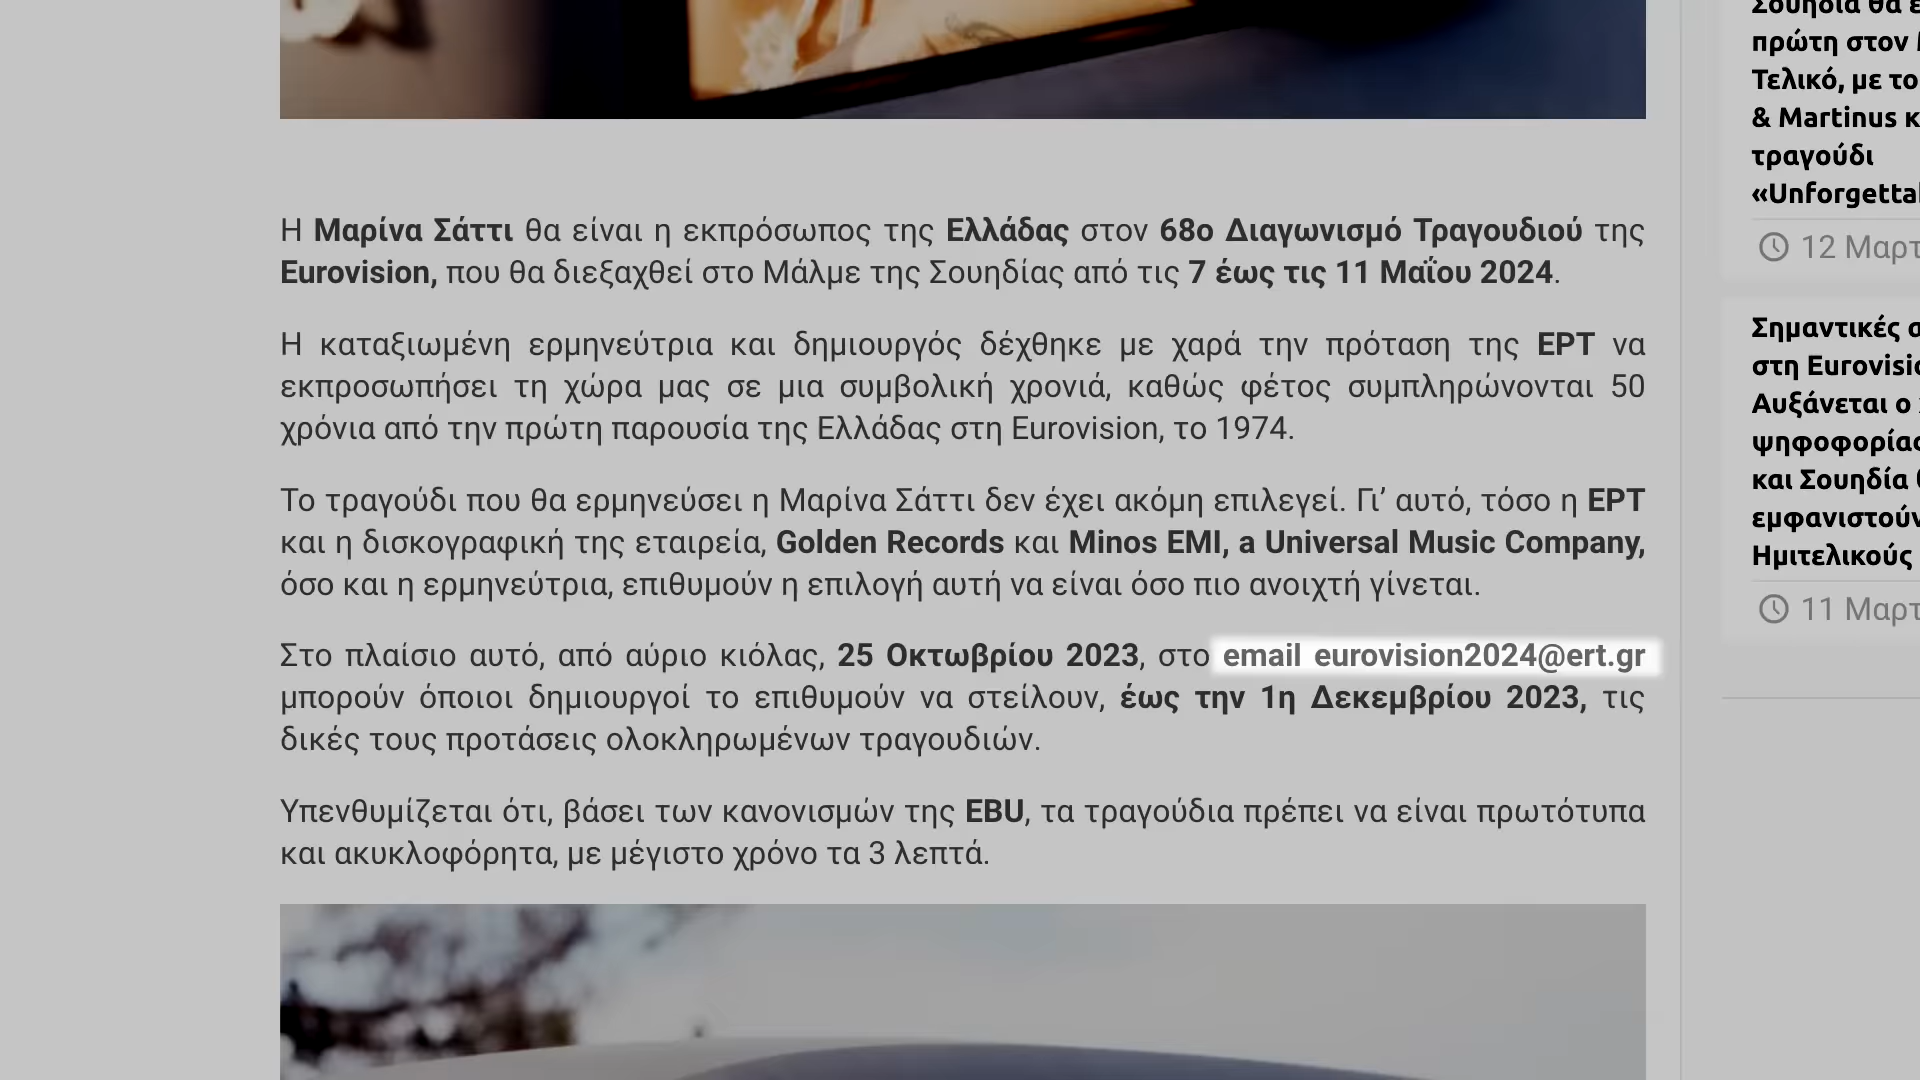 Η Μαρίνα Σάττι θα είναι η εκπρόσωπος της Ελλάδας στον 68ο Διαγωνισμό Τραγουδιού της
Eurovision, που θα διεξαχθεί στο Μάλμε της Σουηδίας από τις 7 έως τις 11 Μαΐου 2024.
Η καταξιωμένη ερμηνεύτρια και δημιουργός δέχθηκε με χαρά την πρόταση της ΕΡΤ να
εκπροσωπήσει τη χώρα μας σε μια συμβολική χρονιά, καθώς φέτος συμπληρώνονται 50
χρόνια από την πρώτη παρουσία της Ελλάδας στη Eurovision, το 1974.
Το τραγούδι που θα ερμηνεύσει η Μαρίνα Σάττι δεν έχει ακόμη επιλεγεί. Γι’ αυτό, τόσο η ΕΡΤ
και η δισκογραφική της εταιρεία, Golden Records και Minos EMI, a Universal Music Company,
όσο και η ερμηνεύτρια, επιθυμούν η επιλογή αυτή να είναι όσο πιο ανοιχτή γίνεται.
Στο πλαίσιο αυτό, από αύριο κιόλας, 25 Οκτωβρίου 2023, στο email eurovision2024@ert.gr
μπορούν όποιοι δημιουργοί το επιθυμούν να στείλουν, έως την 1η Δεκεμβρίου 2023, τις
δικές τους προτάσεις ολοκληρωμένων τραγουδιών.
Υπενθυμίζεται ότι, βάσει των κανονισμών της EBU, τα τραγούδια πρέπει να είναι πρωτότυπα
και ακυκλοφόρητα, με μέγιστο χρόνο τα 3 λεπτά.
Σουηδία θα
πρώτη στον
Τελικό, με το
& Martinus
τραγούδι
12
Σημαντικές
στη
Αυξάνεται ο
και Σουηδία
Ημιτελικούς
11